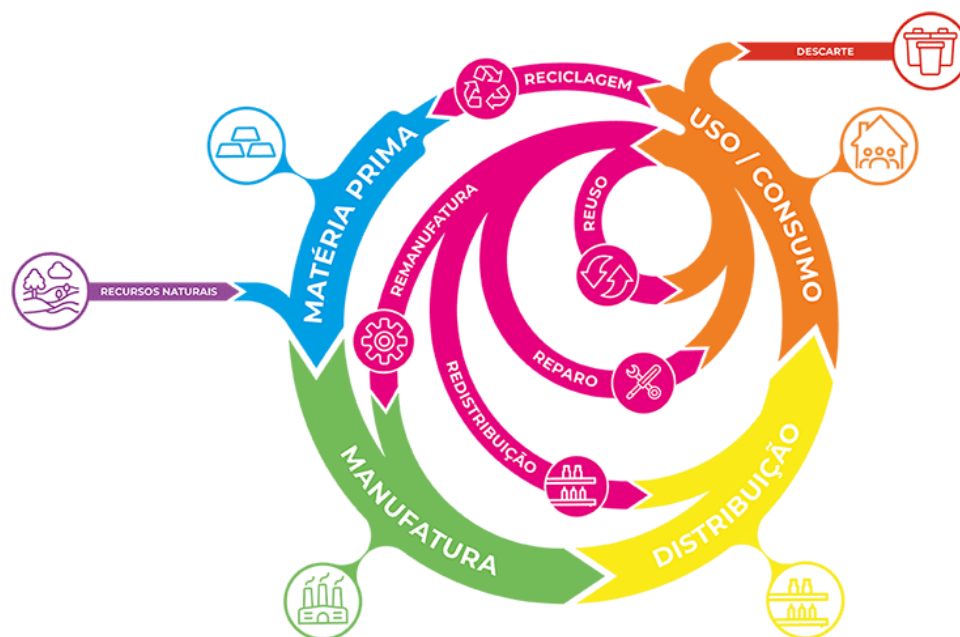 DESCARTE
RECICLAGEM
USO / CONSUMO
MATÉRIA PRIMA
REUSO
REMANUFATURA
RECURSOS NATURAIS
REPARO
REDISTRIBUIÇÃO
MANUFATURA
DISTRIBUIÇÃO